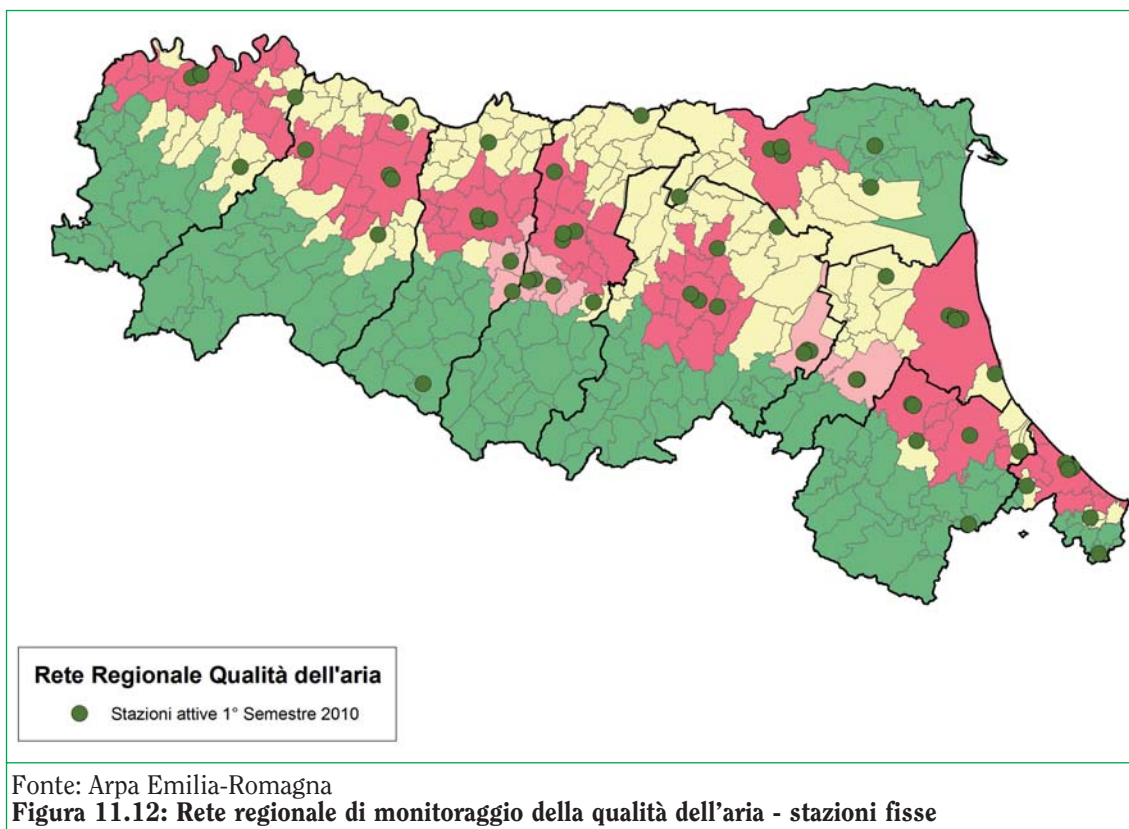 Rete Regionale Qualità dell'aria
Stazioni attive 1° Semestre 2010
Fonte: Arpa Emilia-Romagna
Figura 11.12: Rete regionale di monitoraggio della qualità dell'aria - stazioni fisse